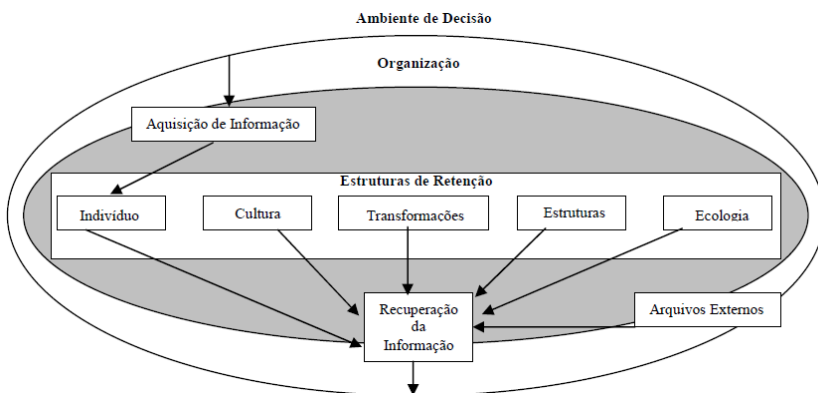 Ambiente de Decisão
Organização
Aquisição de Informação
Estruturas de Retenção
Indivíduo
Cultura
Transformações
Estruturas
Ecologia
Recuperação
da
Informação
Arquivos Externos